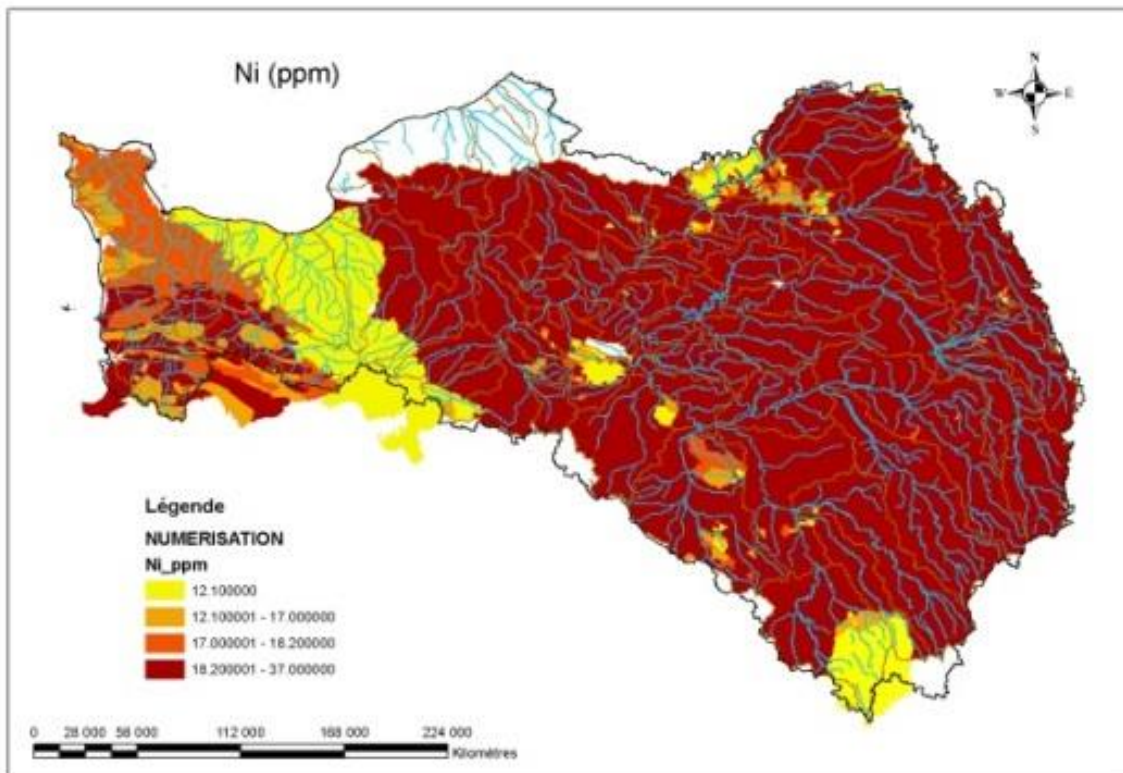 Ni (ppm)
N
W E
S
Légende
NUMERISATION
Ni_ppm
12.100000
12.100001 - 17.000000
17.000001 - 18.200000
18.200001 - 37.000000
0 28 000 56 000 112 000 168 000 224 000
Kilomètres